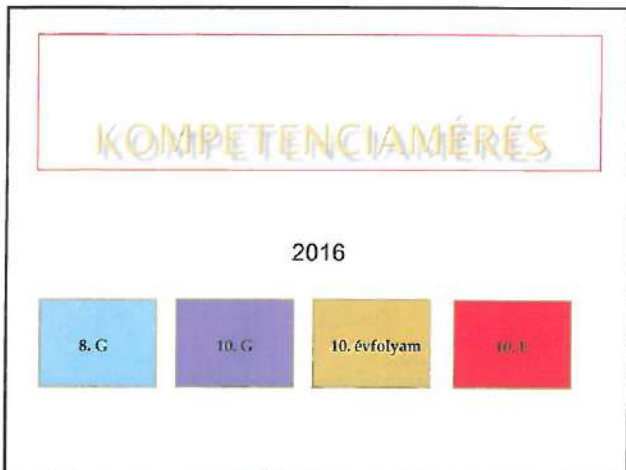 KOMPETENCIAMÉRÉS
2016
8. G
10. G
10. évfolyam
10. F